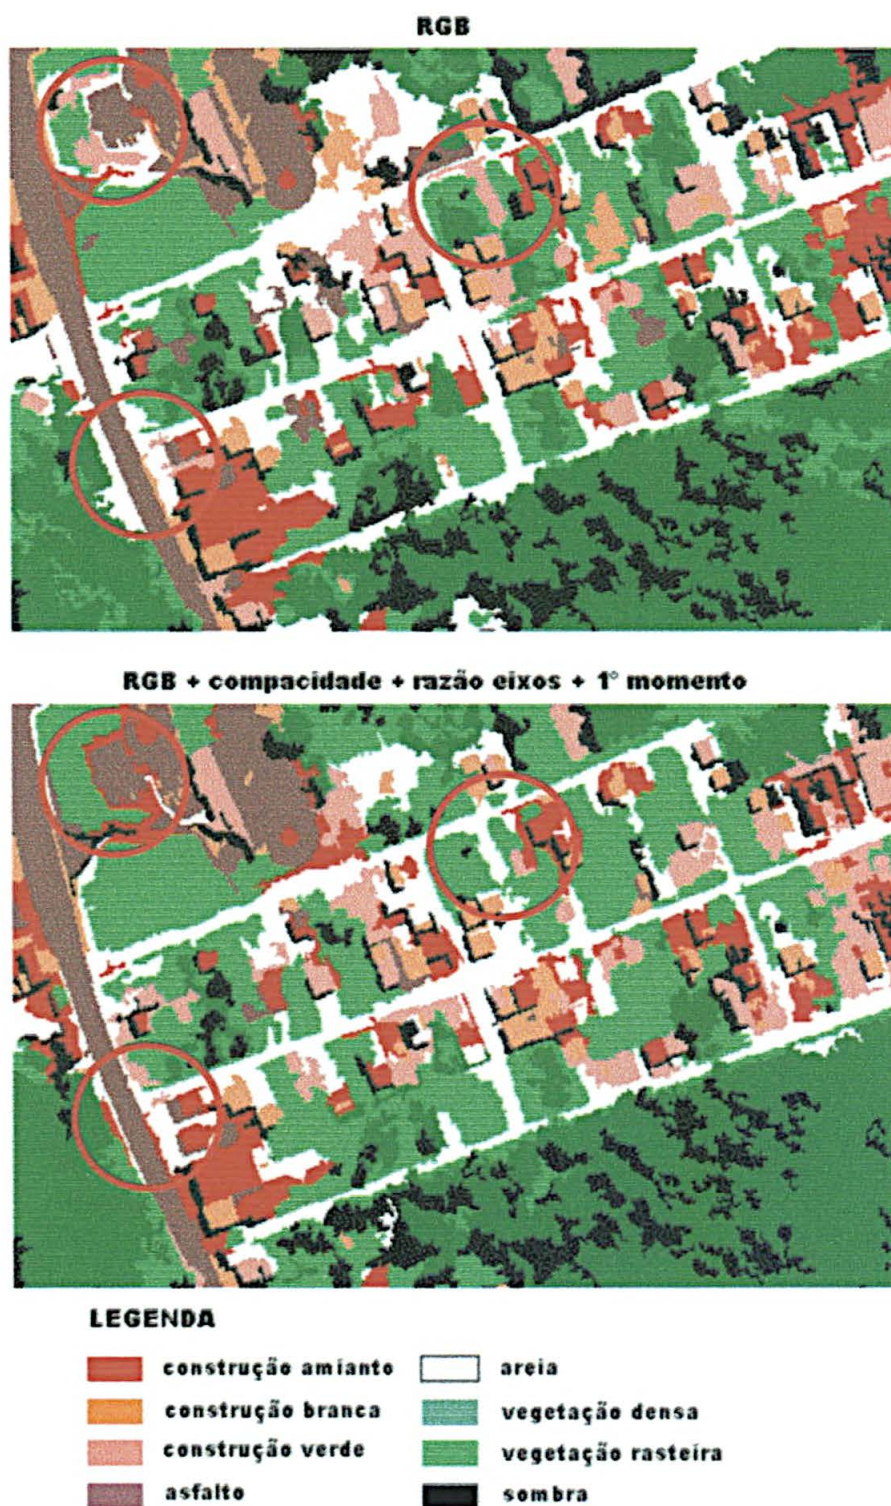 RGB
RGB + compacidade + razão eixos + 1º momento
LEGENDA
construção amianto
construção branca
construção verde
asfalto
areia
vegetação densa
vegetação rasteira
sombra